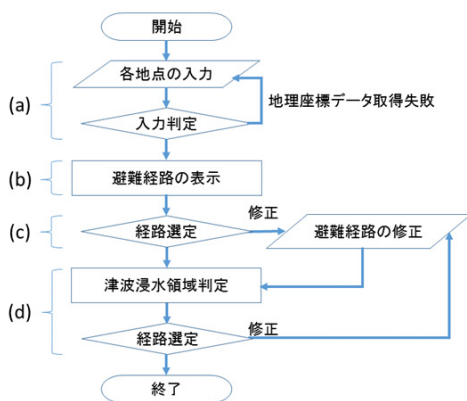 開始
(a)
各地点の入力
地理座標データ取得失敗
入力判定
(b)
避難経路の表示
(c)
経路選定
修正
避難経路の修正
(d)
津波浸水領域判定
経路選定
修正
終了